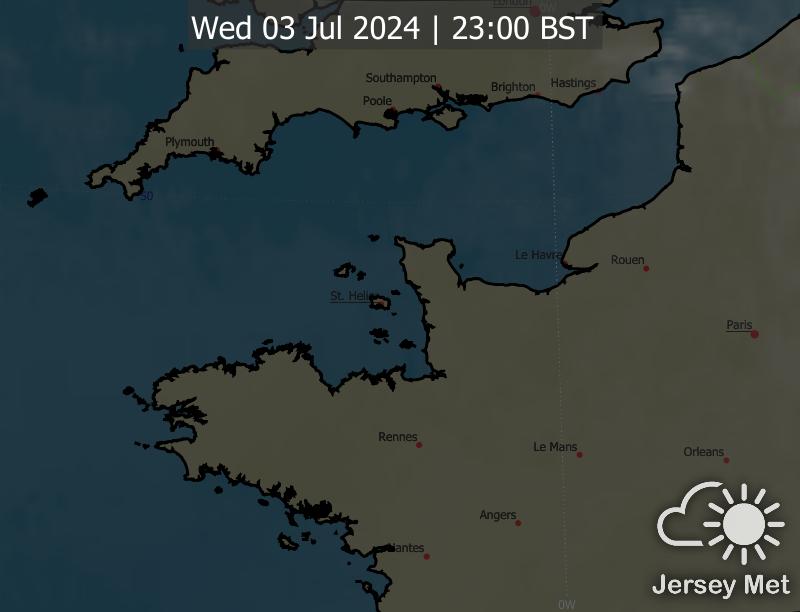 London
0W
Wed 03 Jul 2024 | 23:00 BST
Southampton
Brighton
Hastings
Poole
Plymouth
50
Le Havre
Rouen
St. Helier
Paris
Rennes
Le Mans
Orleans
Angers
Nantes
Jersey Met
0W